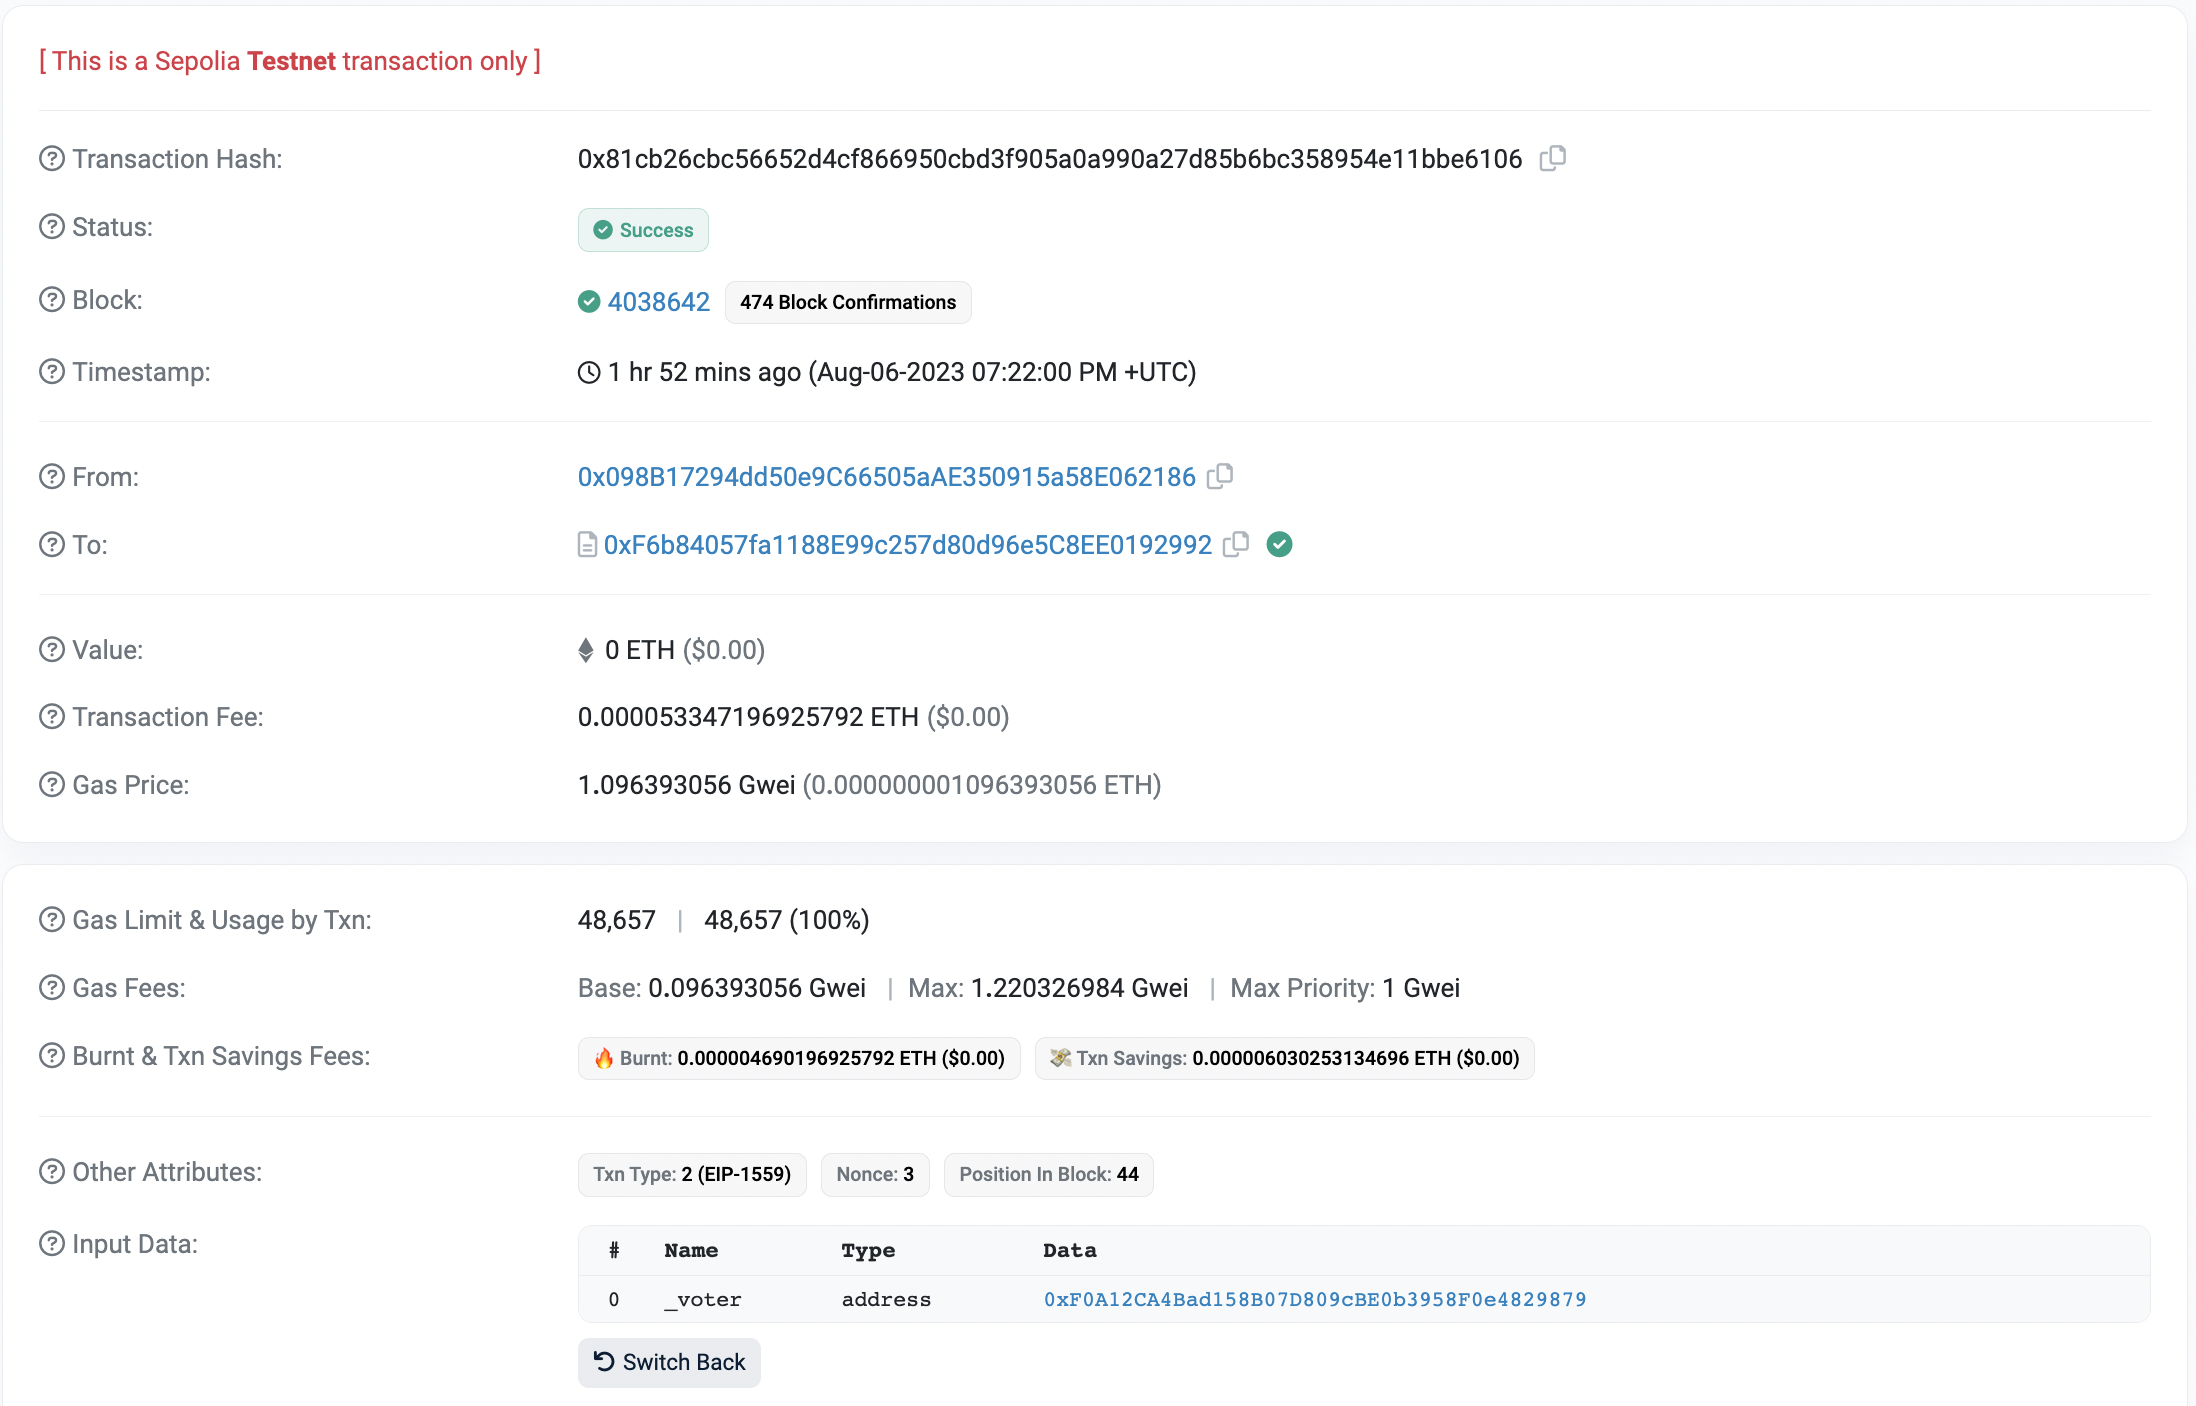 [ This is a Sepolia Testnet transaction only ]
Transaction Hash: 0x81cb26cbc56652d4cf866950cbd3f905a0a990a27d85b6bc358954e11bbe6106
Status: Success
Block: 4038642 474 Block Confirmations
Timestamp: 1 hr 52 mins ago (Aug-06-2023 07:22:00 PM +UTC)
From: 0x098B17294dd50e9C66505aAE350915a58E062186
To: 0xF6b84057fa1188E99c257d80d96e5C8EE0192992
Value: 0 ETH ($0.00)
Transaction Fee: 0.000053347196925792 ETH ($0.00)
Gas Price: 1.096393056 Gwei (0.000000001096393056 ETH)
Gas Limit & Usage by Txn: 48,657 | 48,657 (100%)
Gas Fees: Base: 0.096393056 Gwei | Max: 1.220326984 Gwei | Max Priority: 1 Gwei
Burnt & Txn Savings Fees: Burnt: 0.000004690196925792 ETH ($0.00) Txn Savings: 0.000006030253134696 ETH ($0.00)
Other Attributes: Txn Type: 2 (EIP-1559) Nonce: 3 Position In Block: 44
Input Data:
# Name Type Data
0 _voter address 0xF0A12CA4Bad158B07D809cBE0b3958F0e4829879
Switch Back